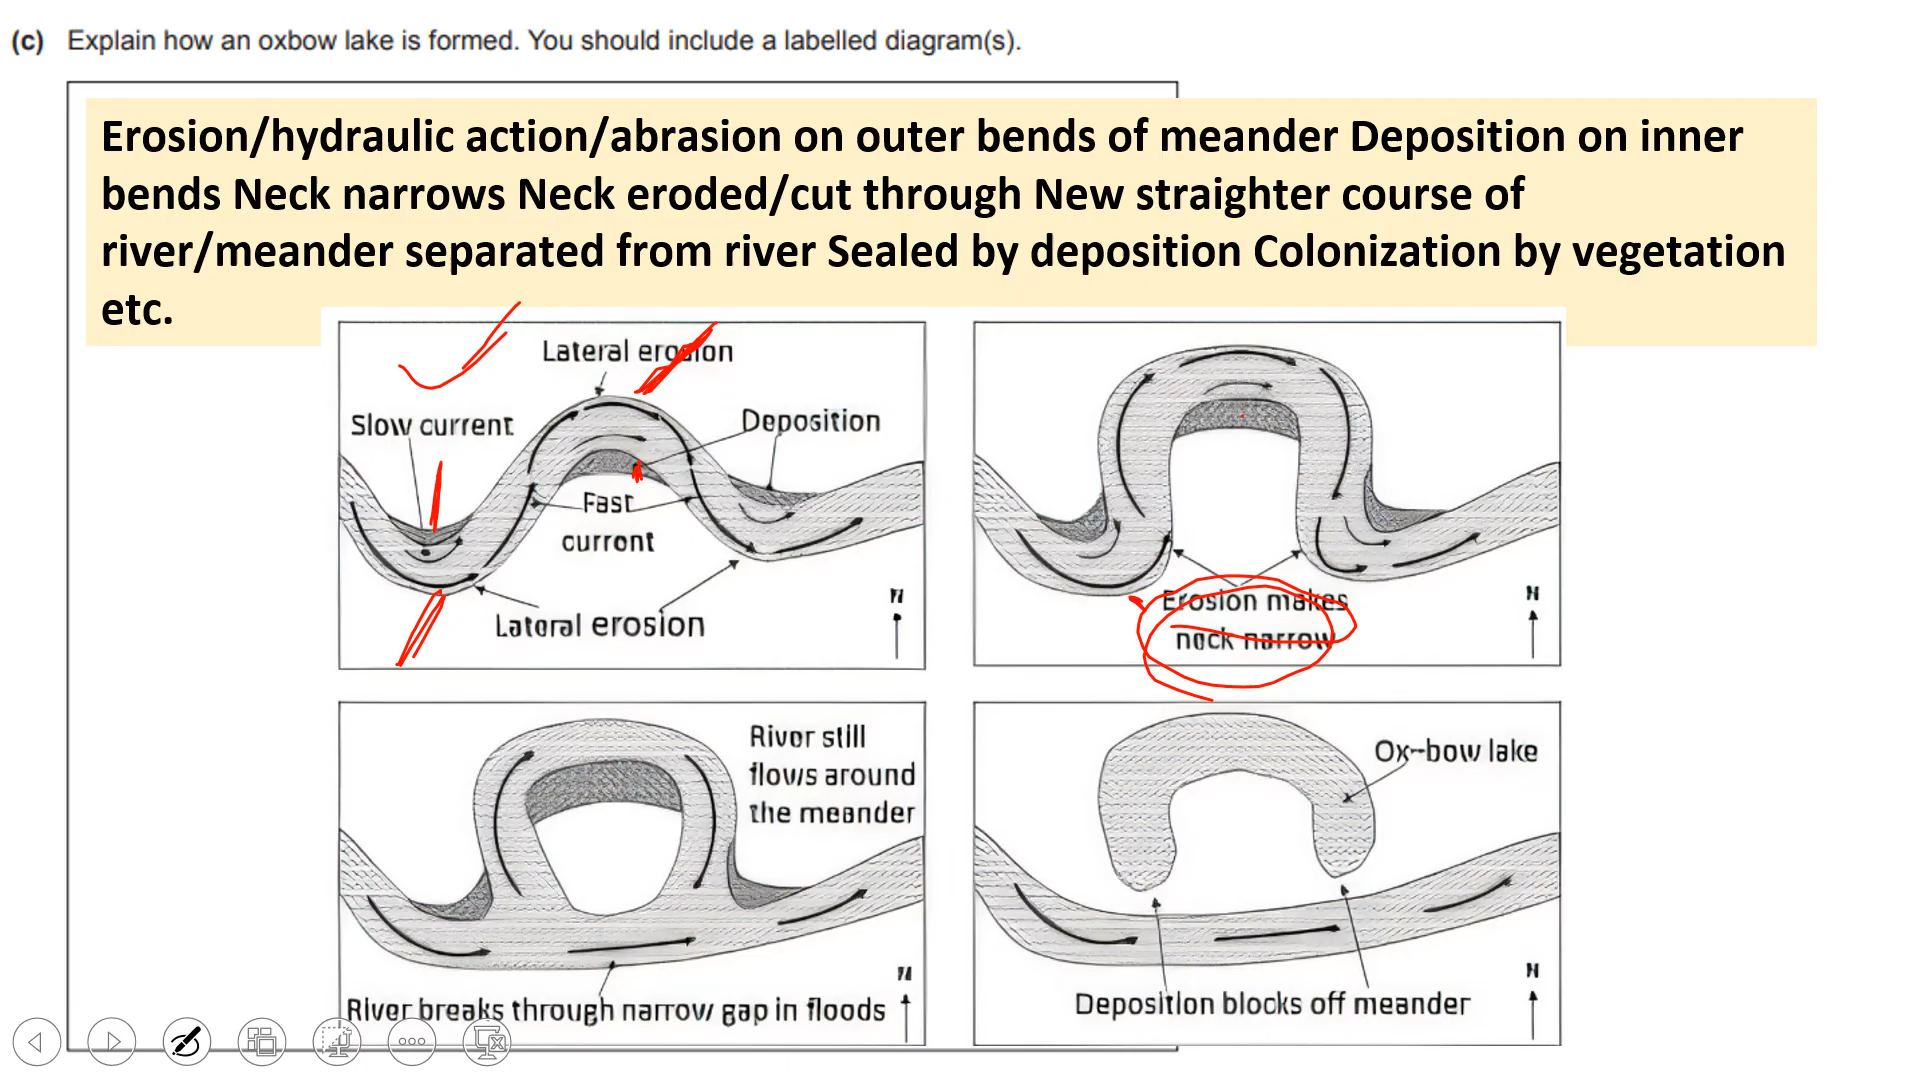 (c) Explain how an oxbow lake is formed. You should include a labelled diagram(s).
Erosion/hydraulic action/abrasion on outer bends of meander Deposition on inner
bends Neck narrows Neck eroded/cut through New straighter course of
river/meander separated from river Sealed by deposition Colonization by vegetation
etc.
Lateral erosion
Slow current
Deposition
Fast
current
Lateral erosion
N
Erosion makes
neck narrow
N
River still
flows around
the meander
River breaks through narrow gap in floods
N
Ox-bow lake
Deposition blocks off meander
N